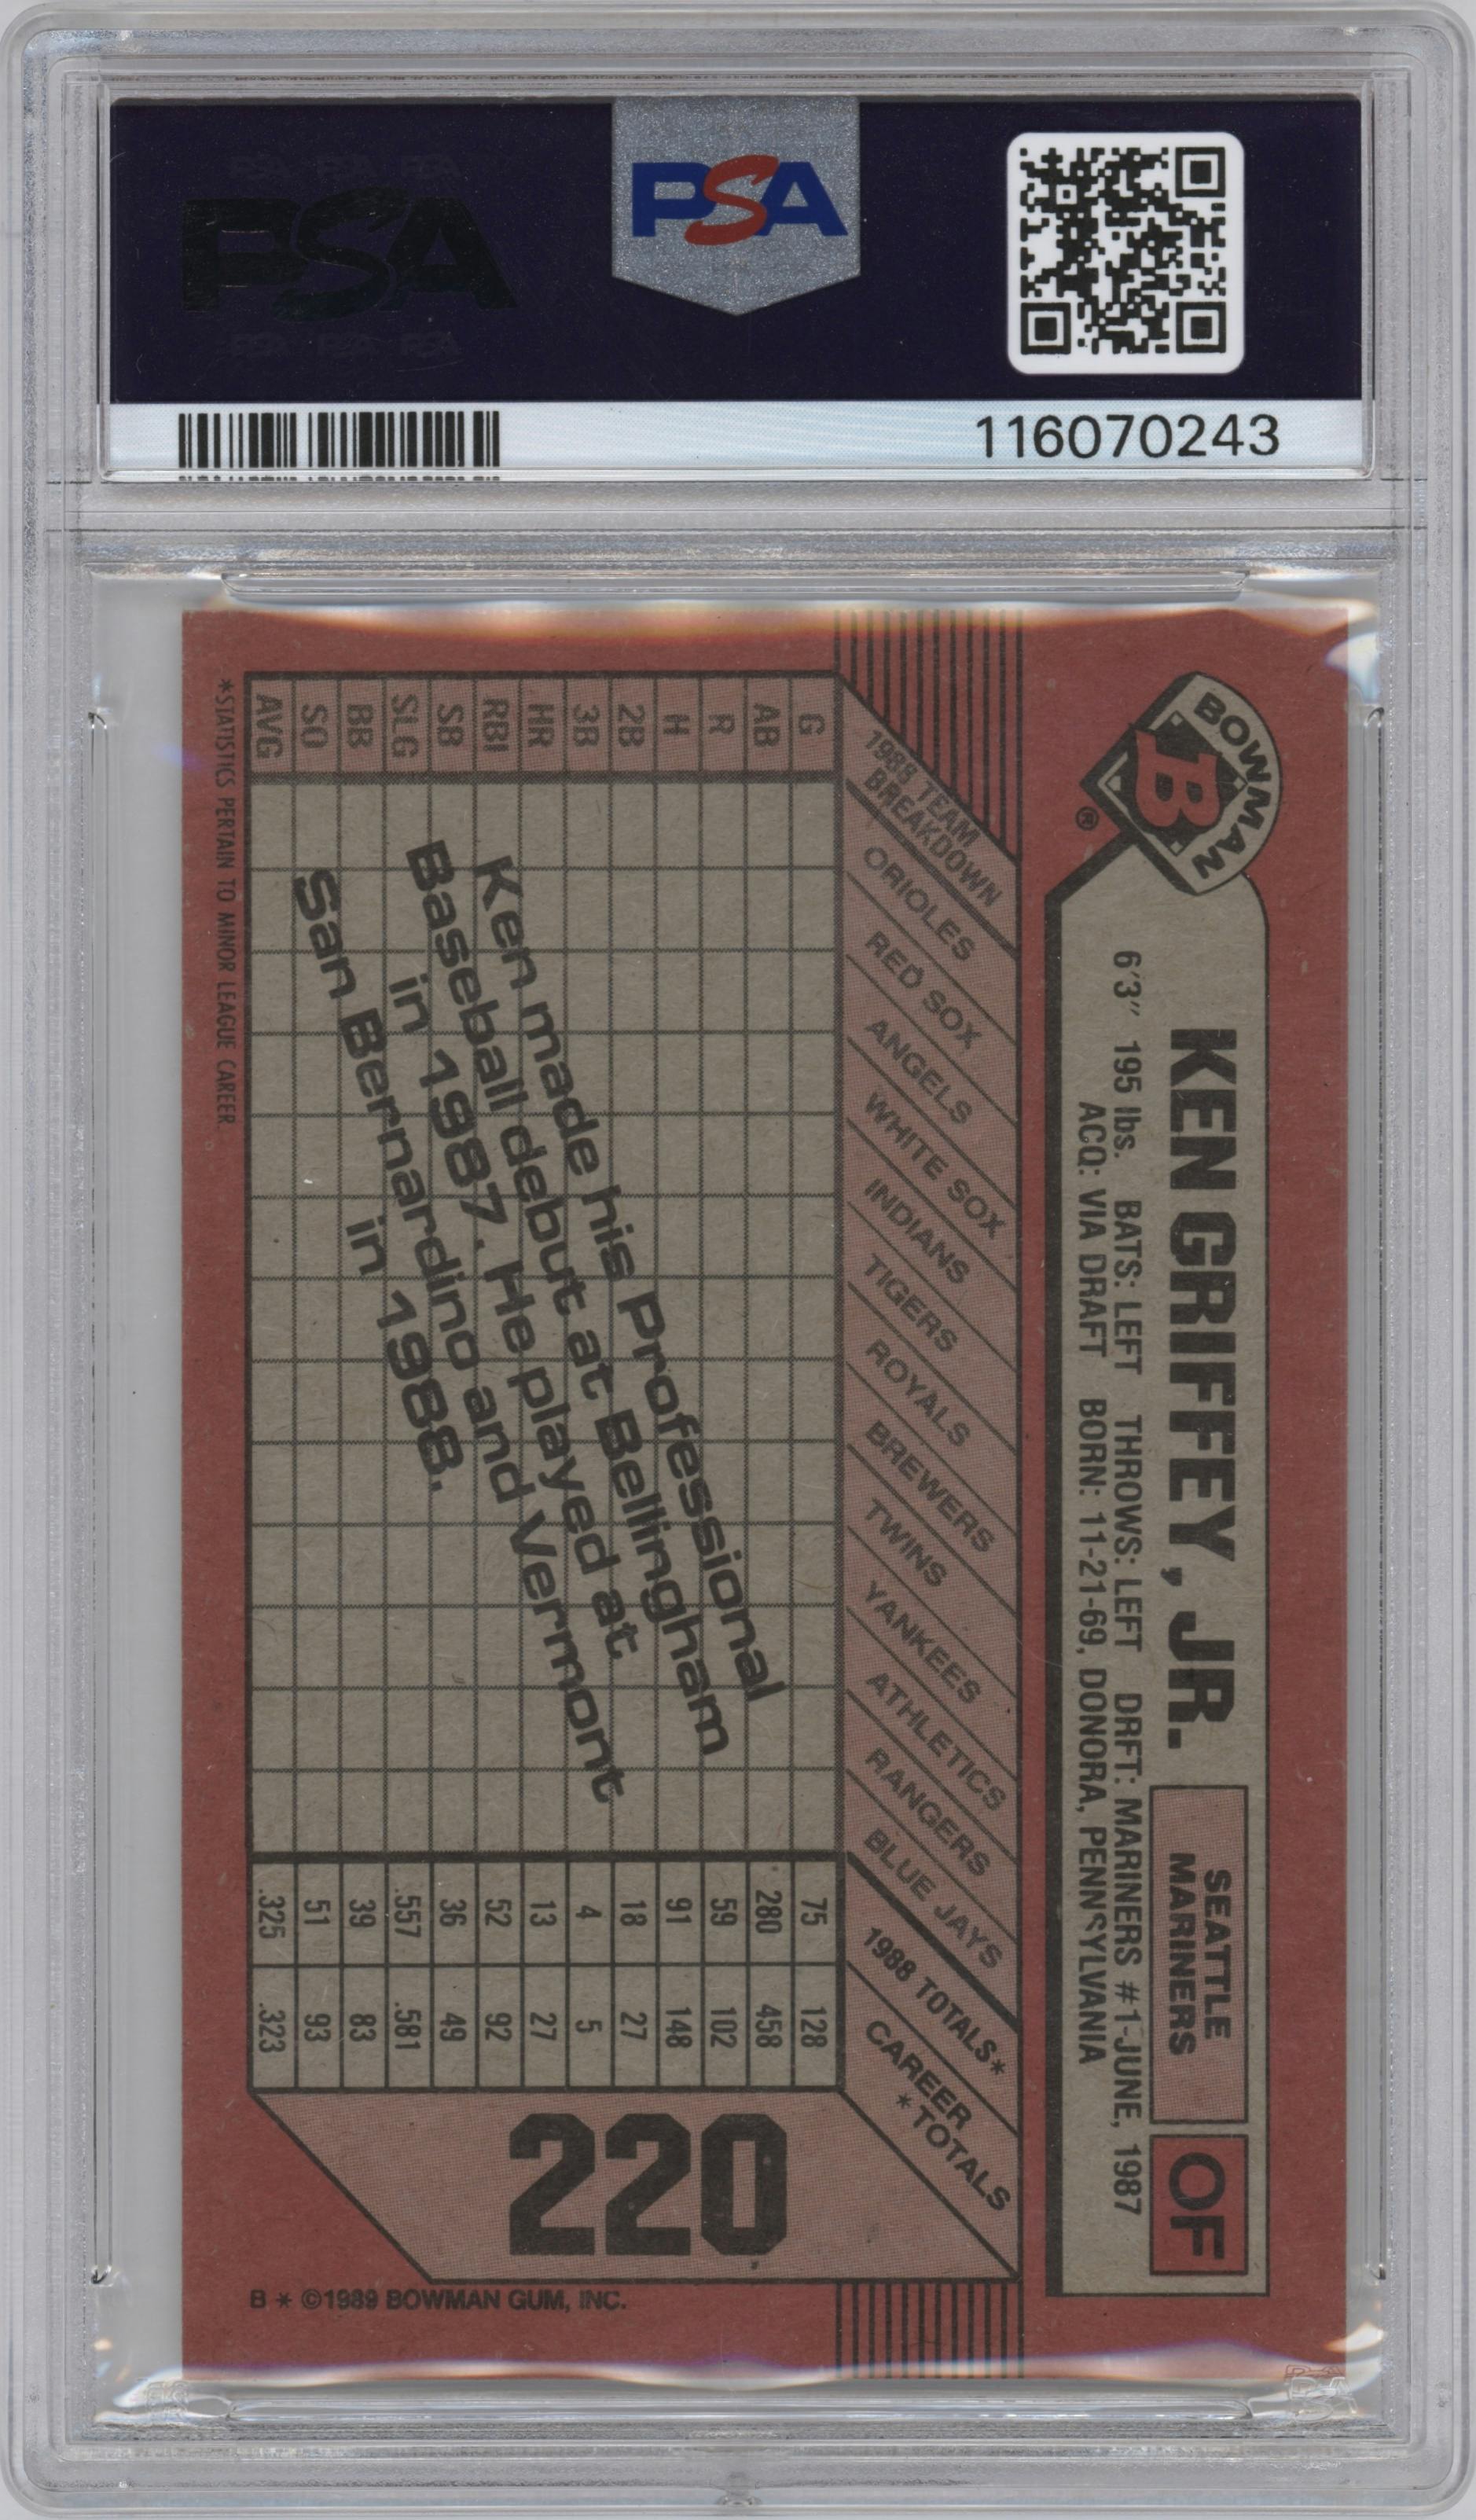 PSA
PSA
116070243
BOWMAN
B
®
KEN GRIFFEY, JR.
SEATTLE
MARINERS
OF
6'3" 195 lbs. BATS: LEFT THROWS: LEFT DRFT: MARINERS #1-JUNE, 1987
ACQ: VIA DRAFT BORN: 11-21-69, DONORA, PENNSYLVANIA
1988 TEAM
BREAKDOWN
ORIOLES
RED SOX
ANGELS
WHITE SOX
INDIANS
TIGERS
ROYALS
BREWERS
TWINS
YANKEES
ATHLETICS
RANGERS
BLUE JAYS
1988 TOTALS*
CAREER
*TOTALS
G 75 128
AB 280 458
R 59 102
H 91 148
2B 18 27
3B 4 5
HR 13 27
RBI 52 92
SB 36 49
SLG .557 .581
BB 39 83
SO 51 93
AVG .325 .323
Ken made his Professional
Baseball debut at Bellingham
in 1987. He played at
San Bernardino and Vermont
in 1988.
220
*STATISTICS PERTAIN TO MINOR LEAGUE CAREER.
B * ©1989 BOWMAN GUM, INC.